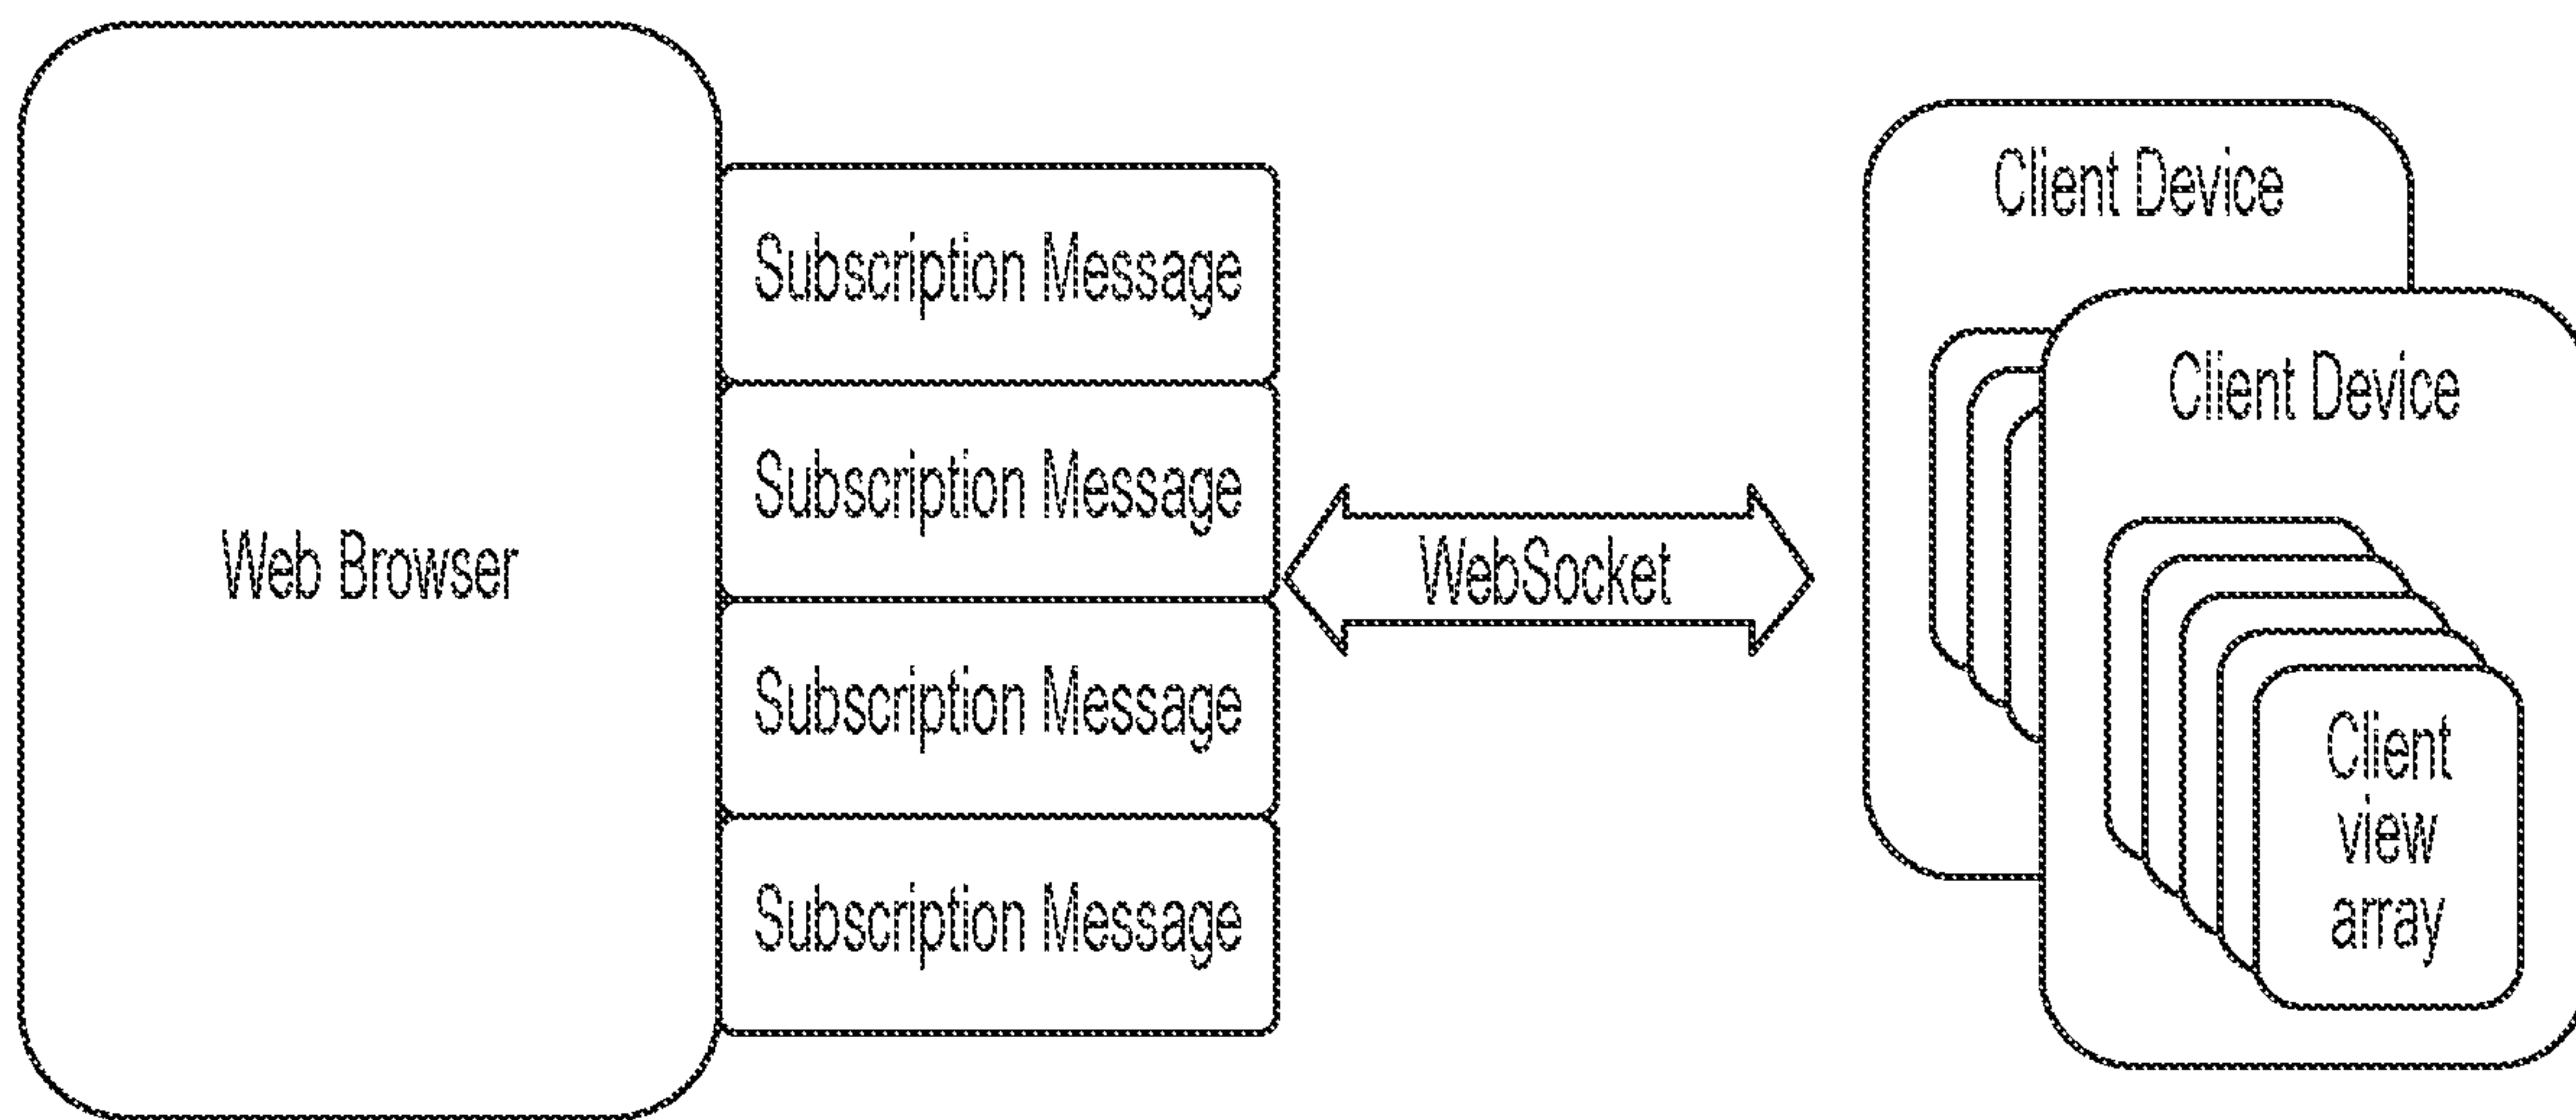 Web Browser
Subscription Message
Subscription Message
Subscription Message
Subscription Message
WebSocket
Client Device
Client Device
Client
view
array